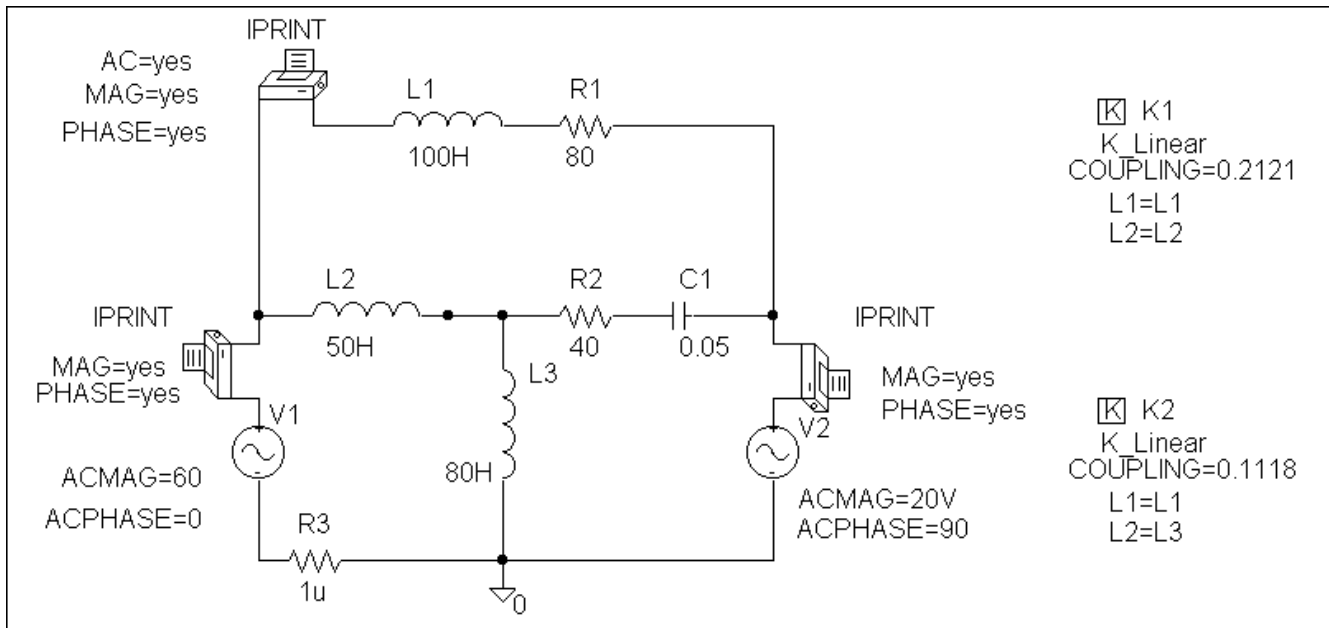 IPRINT
AC=yes
MAG=yes
PHASE=yes
L1
100H
R1
80
K K1
K_Linear
COUPLING=0.2121
L1=L1
L2=L2
IPRINT
MAG=yes
PHASE=yes
L2
50H
R2
40
C1
0.05
L3
80H
IPRINT
MAG=yes
PHASE=yes
V1
ACMAG=60
ACPHASE=0
R3
1u
0
V2
ACMAG=20V
ACPHASE=90
K K2
K_Linear
COUPLING=0.1118
L1=L1
L2=L3